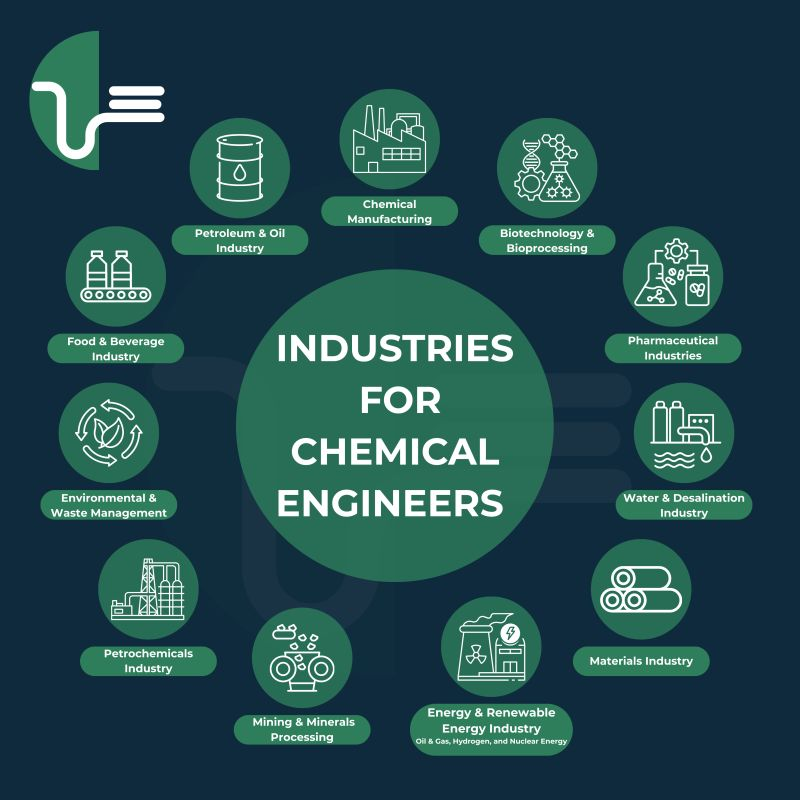 INDUSTRIES
FOR
CHEMICAL
ENGINEERS
Chemical
Manufacturing
Biotechnology &
Bioprocessing
Pharmaceutical
Industries
Water & Desalination
Industry
Materials Industry
Energy & Renewable
Energy Industry
Oil & Gas, Hydrogen, and Nuclear Energy
Mining & Minerals
Processing
Petrochemicals
Industry
Environmental &
Waste Management
Food & Beverage
Industry
Petroleum & Oil
Industry